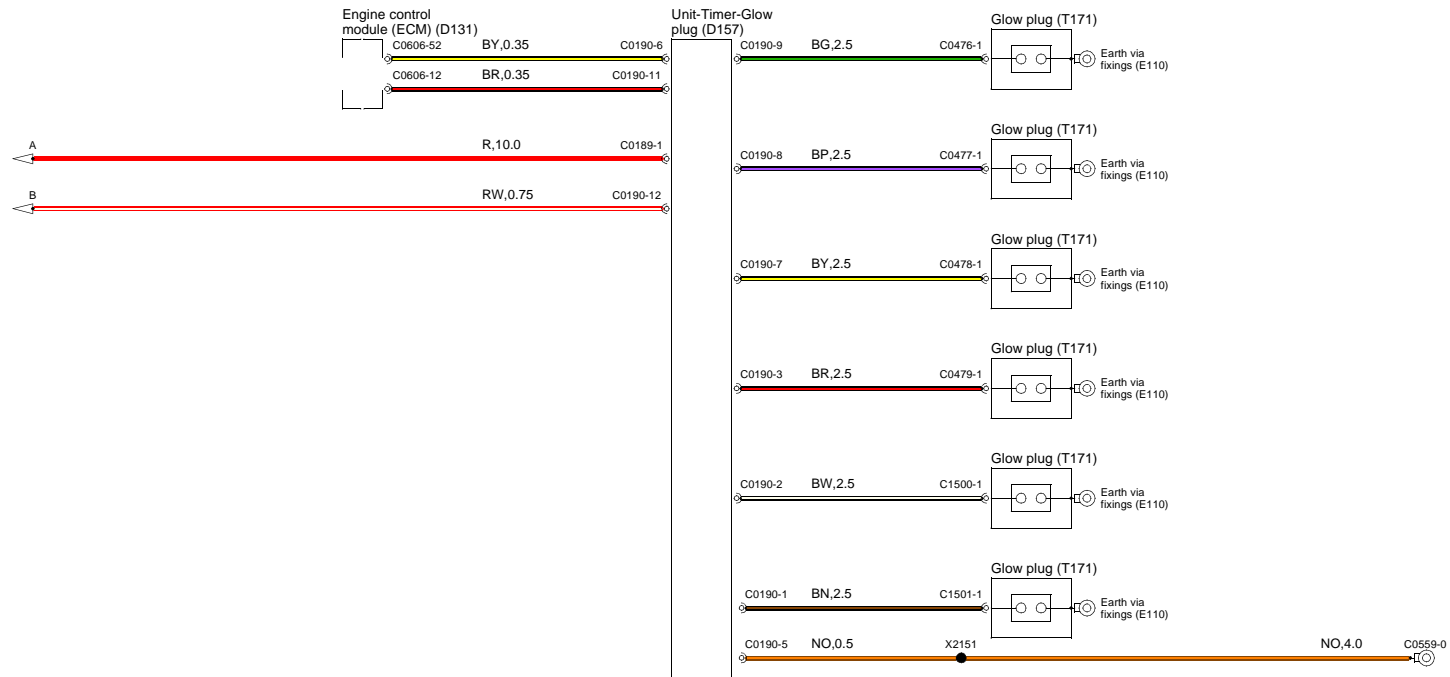 Engine control
module (ECM) (D131)
Unit-Timer-Glow
plug (D157)
Glow plug (T171)
C0606-52 BY,0.35 C0190-6
C0190-9 BG,2.5 C0476-1
Earth via
fixings (E110)
C0606-12 BR,0.35 C0190-11
Glow plug (T171)
A R,10.0 C0189-1
C0190-8 BP,2.5 C0477-1
Earth via
fixings (E110)
B RW,0.75 C0190-12
Glow plug (T171)
C0190-7 BY,2.5 C0478-1
Earth via
fixings (E110)
Glow plug (T171)
C0190-3 BR,2.5 C0479-1
Earth via
fixings (E110)
Glow plug (T171)
C0190-2 BW,2.5 C1500-1
Earth via
fixings (E110)
Glow plug (T171)
C0190-1 BN,2.5 C1501-1
Earth via
fixings (E110)
C0190-5 NO,0.5 X2151 NO,4.0 C0559-0